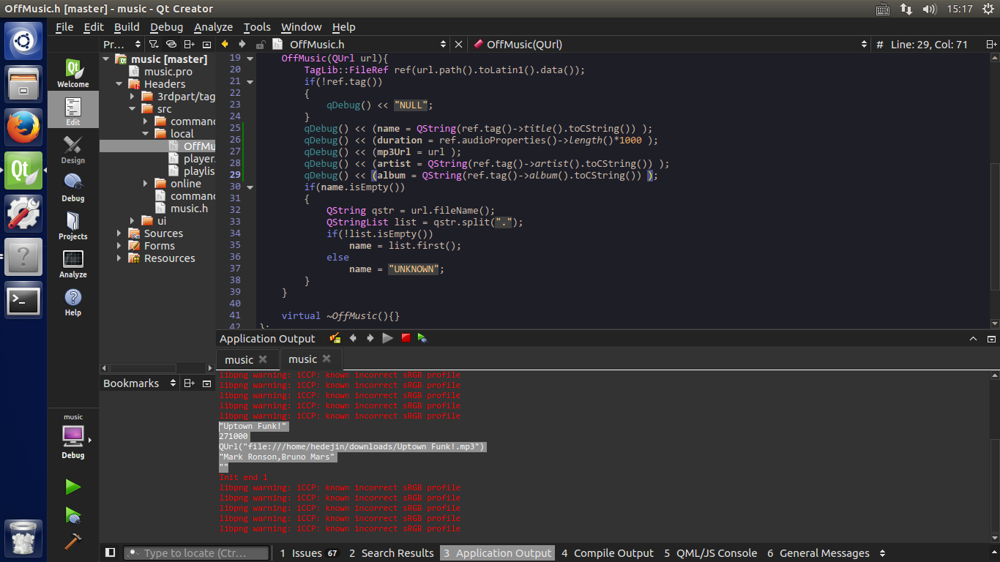 OffMusic.h [master] - music - Qt Creator
15:17
File Edit Build Debug Analyze Tools Window Help
Pr...
OffMusic.h
OffMusic(QUrl)
# Line: 29, Col: 71
Welcome
Edit
Design
Debug
Projects
Analyze
Help
music
Debug
music [master]
music.pro
Headers
3rdpart/tag
src
command
local
OffMu
player.
playlis
online
command
music.h
ui
Sources
Forms
Resources
Bookmarks
19 OffMusic(QUrl url){
20 TagLib::FileRef ref(url.path().toLatin1().data());
21 if(!ref.tag())
22 {
23 qDebug() << "NULL";
24 }
25 qDebug() << (name = QString(ref.tag()->title().toCString()) );
26 qDebug() << (duration = ref.audioProperties()->length()*1000 );
27 qDebug() << (mp3Url = url );
28 qDebug() << (artist = QString(ref.tag()->artist().toCString()) );
29 qDebug() << (album = QString(ref.tag()->album().toCString()) );
30 if(name.isEmpty())
31 {
32 QString qstr = url.fileName();
33 QStringList list = qstr.split(".");
34 if(!list.isEmpty())
35 name = list.first();
36 else
37 name = "UNKNOWN";
38 }
39 }
40
41 virtual ~OffMusic(){}
42 };
Application Output
music
music
libpng warning: iCCP: known incorrect sRGB profile
libpng warning: iCCP: known incorrect sRGB profile
libpng warning: iCCP: known incorrect sRGB profile
libpng warning: iCCP: known incorrect sRGB profile
libpng warning: iCCP: known incorrect sRGB profile
"Uptown Funk!"
271000
QUrl("file:///home/hedejin/downloads/Uptown Funk!.mp3")
"Mark Ronson,Bruno Mars"
""
Init end 1
libpng warning: iCCP: known incorrect sRGB profile
libpng warning: iCCP: known incorrect sRGB profile
libpng warning: iCCP: known incorrect sRGB profile
libpng warning: iCCP: known incorrect sRGB profile
libpng warning: iCCP: known incorrect sRGB profile
Type to locate (Ctr...
1 Issues 67
2 Search Results
3 Application Output
4 Compile Output
5 QML/JS Console
6 General Messages